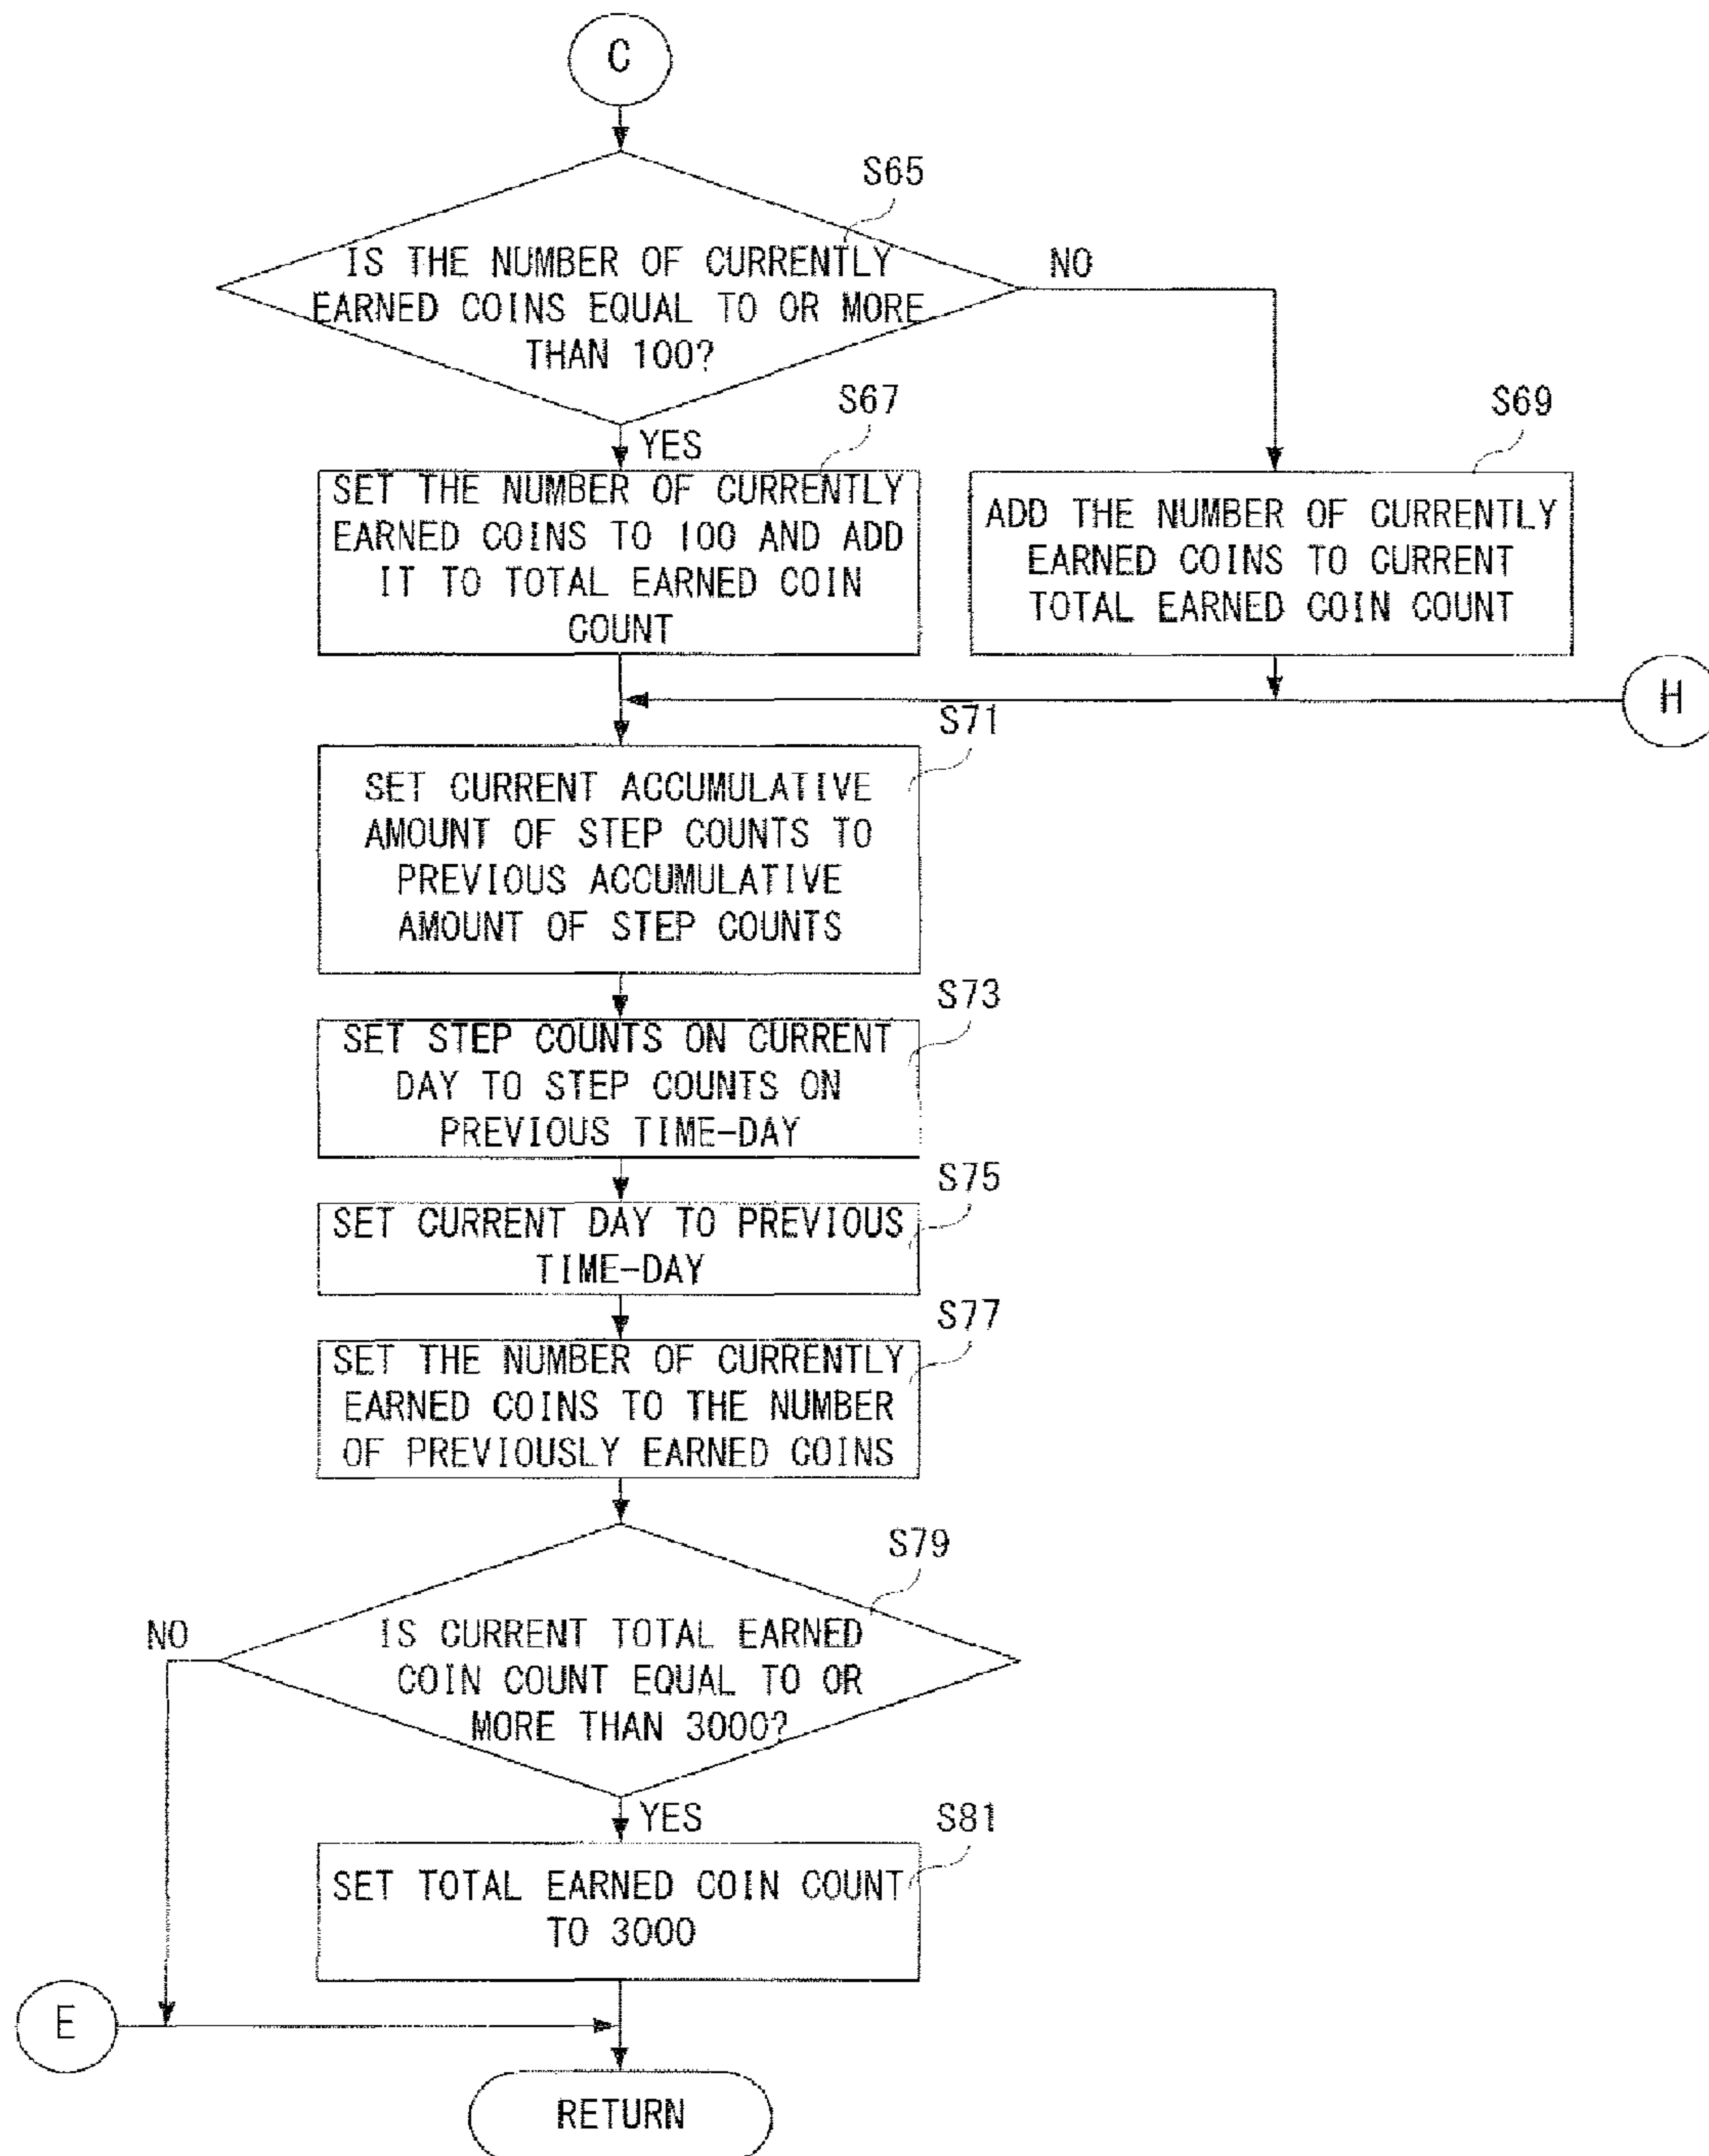 C
S65
IS THE NUMBER OF CURRENTLY
EARNED COINS EQUAL TO OR MORE
THAN 100?
NO
YES
S67
SET THE NUMBER OF CURRENTLY
EARNED COINS TO 100 AND ADD
IT TO TOTAL EARNED COIN
COUNT
S69
ADD THE NUMBER OF CURRENTLY
EARNED COINS TO CURRENT
TOTAL EARNED COIN COUNT
H
S71
SET CURRENT ACCUMULATIVE
AMOUNT OF STEP COUNTS TO
PREVIOUS ACCUMULATIVE
AMOUNT OF STEP COUNTS
S73
SET STEP COUNTS ON CURRENT
DAY TO STEP COUNTS ON
PREVIOUS TIME-DAY
S75
SET CURRENT DAY TO PREVIOUS
TIME-DAY
S77
SET THE NUMBER OF CURRENTLY
EARNED COINS TO THE NUMBER
OF PREVIOUSLY EARNED COINS
S79
NO
IS CURRENT TOTAL EARNED
COIN COUNT EQUAL TO OR
MORE THAN 3000?
YES
S81
SET TOTAL EARNED COIN COUNT
TO 3000
E
RETURN